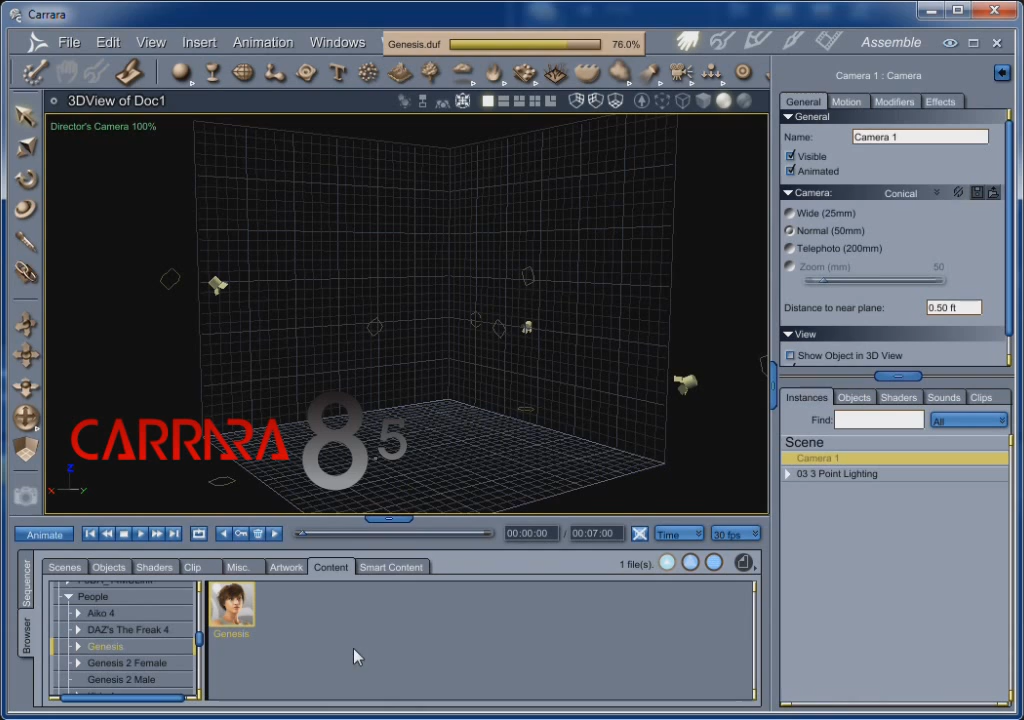 Carrara
File Edit View Insert Animation Windows
Genesis.duf 76.0%
Assemble
3DView of Doc1
Director's Camera 100%
Camera 1 : Camera
General Motion Modifiers Effects
General
Name: Camera 1
Visible
Animated
Camera: Conical
Wide (25mm)
Normal (50mm)
Telephoto (200mm)
Zoom (mm) 50
Distance to near plane: 0.50 ft
View
Show Object in 3D View
Instances Objects Shaders Sounds Clips
Find: All
Scene
Camera 1
03 3 Point Lighting
CARRARA 8.5
Z
X Y
Animate 00:00:00 / 00:07:00 Time 30 fps
Sequencer
Browser
Scenes Objects Shaders Clip Misc. Artwork Content Smart Content 1 file(s).
People
Aiko 4
DAZ's The Freak 4
Genesis
Genesis 2 Female
Genesis 2 Male
Genesis